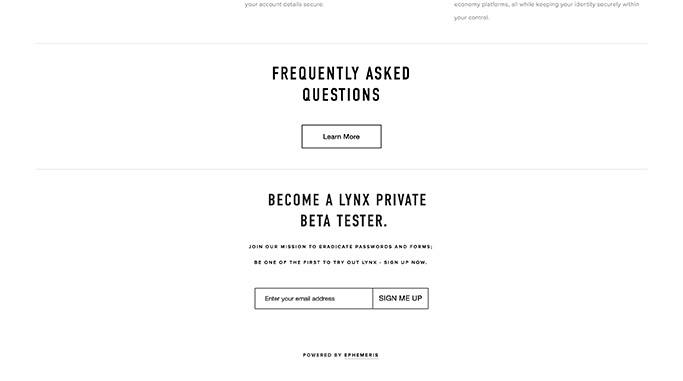 your account details secure.
economy platforms, all while keeping your identity securely within
your control.
FREQUENTLY ASKED
QUESTIONS
Learn More
BECOME A LYNX PRIVATE
BETA TESTER.
JOIN OUR MISSION TO ERADICATE PASSWORDS AND FORMS;
BE ONE OF THE FIRST TO TRY OUT LYNX - SIGN UP NOW.
Enter your email address
SIGN ME UP
POWERED BY EPHEMERIS